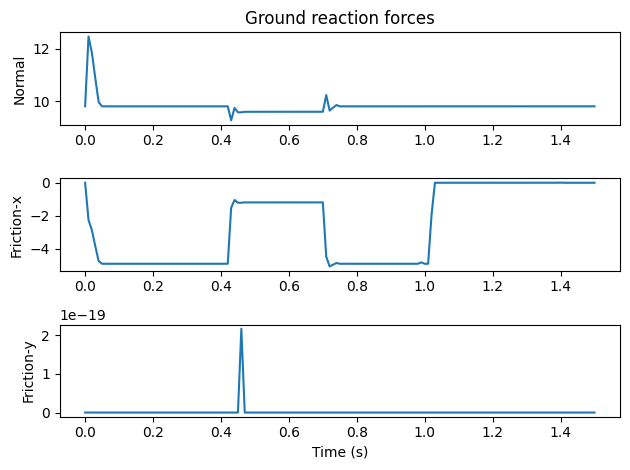 Ground reaction forces
Normal
12
10
0.0 0.2 0.4 0.6 0.8 1.0 1.2 1.4
Friction-x
0
−2
−4
0.0 0.2 0.4 0.6 0.8 1.0 1.2 1.4
1e−19
Friction-y
2
1
0
0.0 0.2 0.4 0.6 0.8 1.0 1.2 1.4
Time (s)